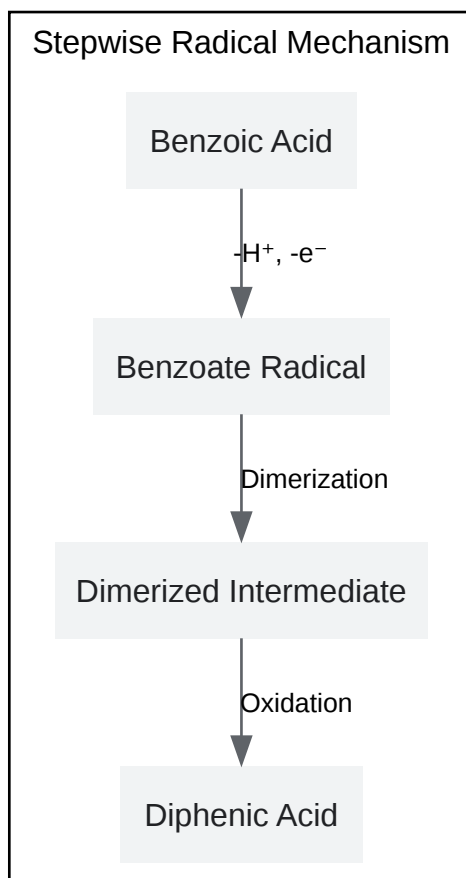 Stepwise Radical Mechanism
Benzoic Acid
-H⁺, -e⁻
Benzoate Radical
Dimerization
Dimerized Intermediate
Oxidation
Diphenic Acid